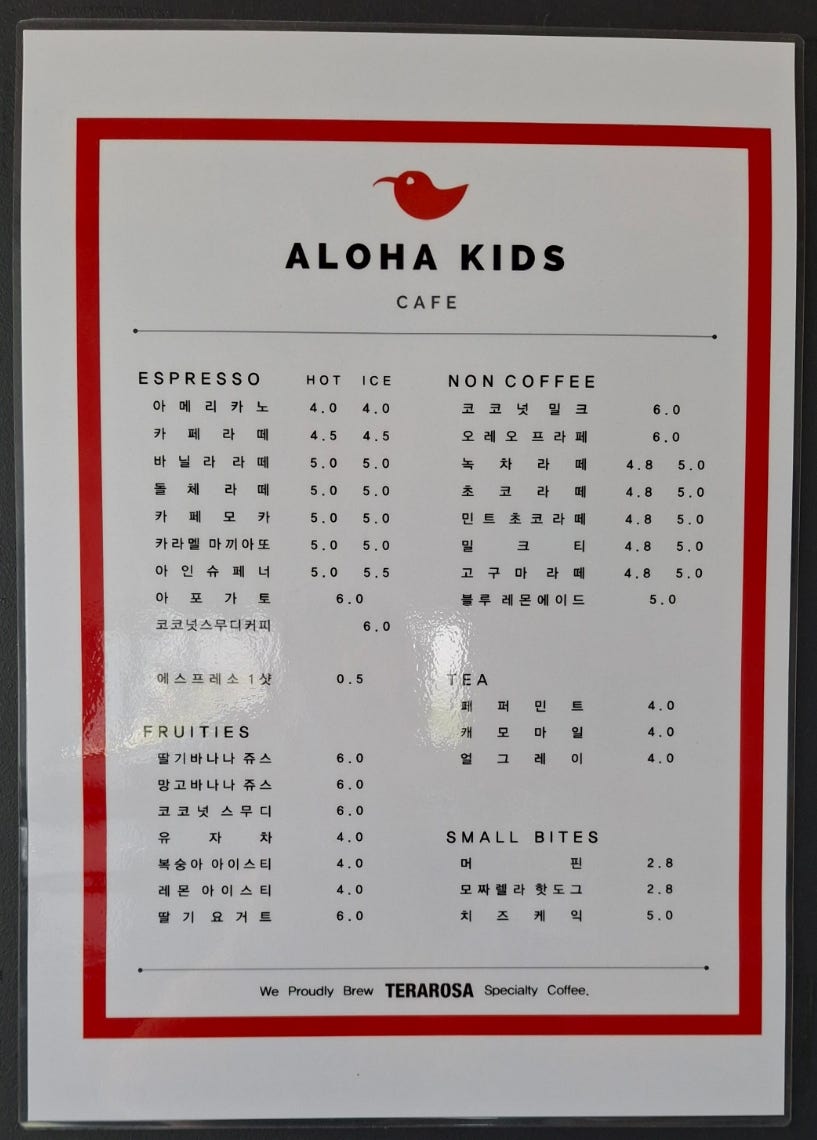 ALOHA KIDS
CAFE
ESPRESSO HOT ICE
아메리카노 4.0 4.0
카페라떼 4.5 4.5
바닐라라떼 5.0 5.0
돌체라떼 5.0 5.0
카페모카 5.0 5.0
카라멜 마끼아또 5.0 5.0
아인슈페너 5.0 5.5
아포가토 6.0
코코넛스무디커피 6.0
에스프레소 1샷 0.5
FRUITIES
딸기바나나 쥬스 6.0
망고바나나 쥬스 6.0
코코넛 스무디 6.0
유자차 4.0
복숭아 아이스티 4.0
레몬 아이스티 4.0
딸기요거트 6.0
NON COFFEE
코코넛밀크 6.0
오레오프라페 6.0
녹차라떼 4.8 5.0
초코라떼 4.8 5.0
민트초코라떼 4.8 5.0
밀크티 4.8 5.0
고구마라떼 4.8 5.0
블루 레몬에이드 5.0
TEA
페퍼민트 4.0
캐모마일 4.0
얼그레이 4.0
SMALL BITES
머핀 2.8
모짜렐라 핫도그 2.8
치즈케익 5.0
We Proudly Brew TERAROSA Specialty Coffee.